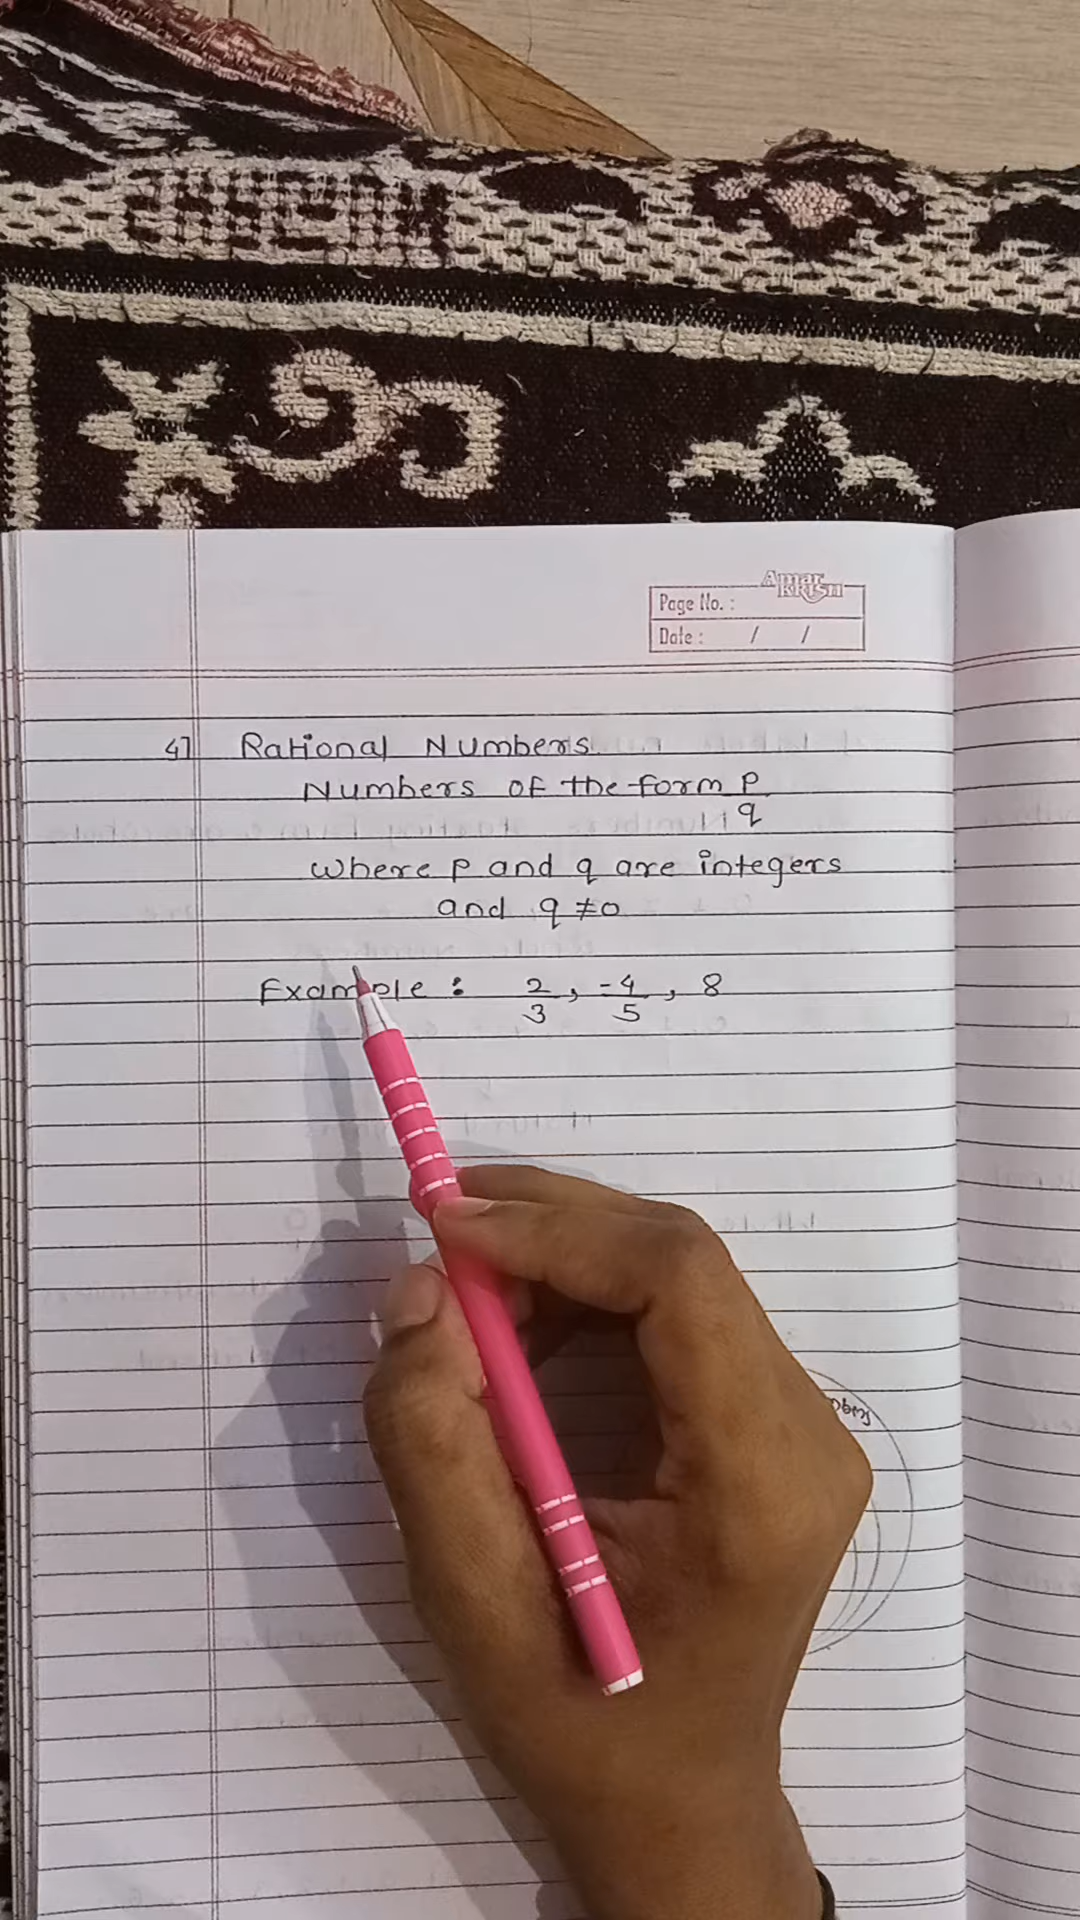 Amar
KRISH
Page No. :
Date : / /
4] Rational Numbers
Numbers of the form p/q
where p and q are integers
and q ≠ 0
Example : 2/3 , -4/5 , 8